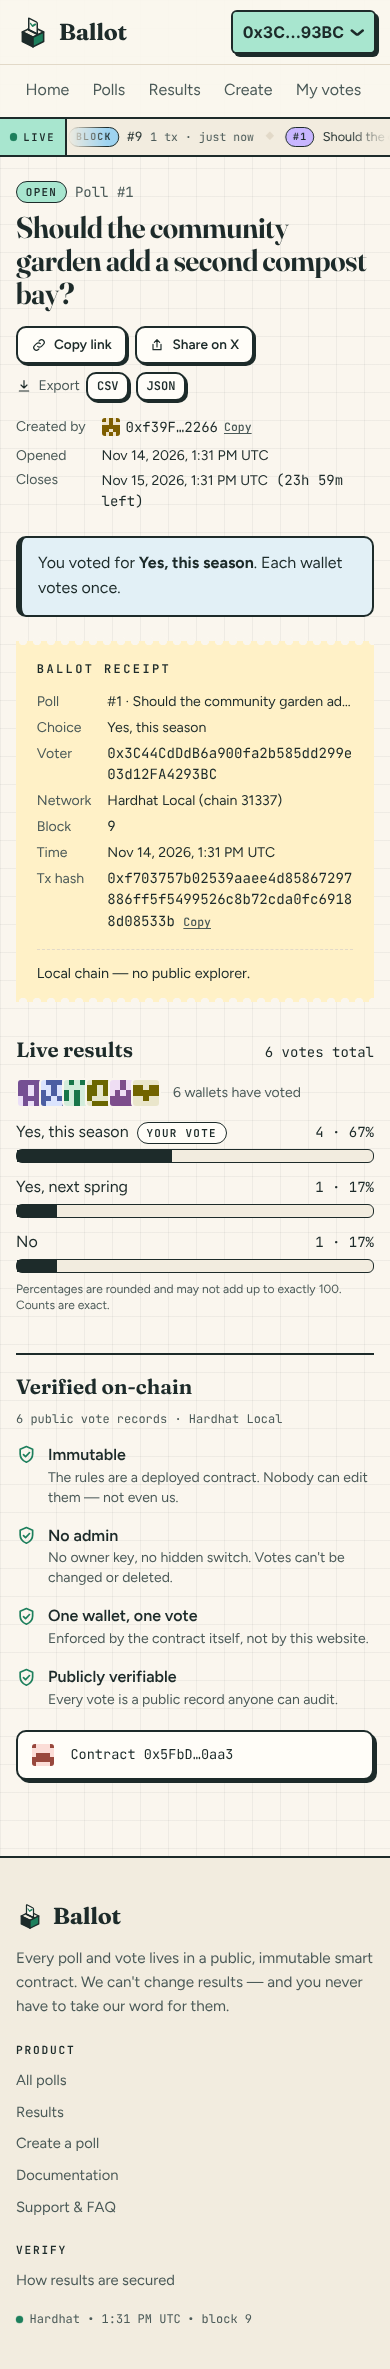 Ballot
0x3C...93BC
Home Polls Results Create My votes
LIVE
BLOCK #9 1 tx · just now
#1 Should the
OPEN Poll #1
Should the community
garden add a second compost
bay?
Copy link
Share on X
Export CSV JSON
Created by 0xf39F…2266 Copy
Opened Nov 14, 2026, 1:31 PM UTC
Closes Nov 15, 2026, 1:31 PM UTC (23h 59m
left)
You voted for Yes, this season. Each wallet
votes once.
BALLOT RECEIPT
Poll #1 · Should the community garden ad…
Choice Yes, this season
Voter 0x3C44CdDdB6a900fa2b585dd299e
03d12FA4293BC
Network Hardhat Local (chain 31337)
Block 9
Time Nov 14, 2026, 1:31 PM UTC
Tx hash 0xf703757b02539aaee4d85867297
886ff5f5499526c8b72cda0fc6918
8d08533b Copy
Local chain — no public explorer.
Live results 6 votes total
6 wallets have voted
Yes, this season YOUR VOTE 4 · 67%
Yes, next spring 1 · 17%
No 1 · 17%
Percentages are rounded and may not add up to exactly 100.
Counts are exact.
Verified on-chain
6 public vote records · Hardhat Local
Immutable
The rules are a deployed contract. Nobody can edit
them — not even us.
No admin
No owner key, no hidden switch. Votes can't be
changed or deleted.
One wallet, one vote
Enforced by the contract itself, not by this website.
Publicly verifiable
Every vote is a public record anyone can audit.
Contract 0x5FbD…0aa3
Ballot
Every poll and vote lives in a public, immutable smart
contract. We can't change results — and you never
have to take our word for them.
PRODUCT
All polls
Results
Create a poll
Documentation
Support & FAQ
VERIFY
How results are secured
Hardhat • 1:31 PM UTC • block 9